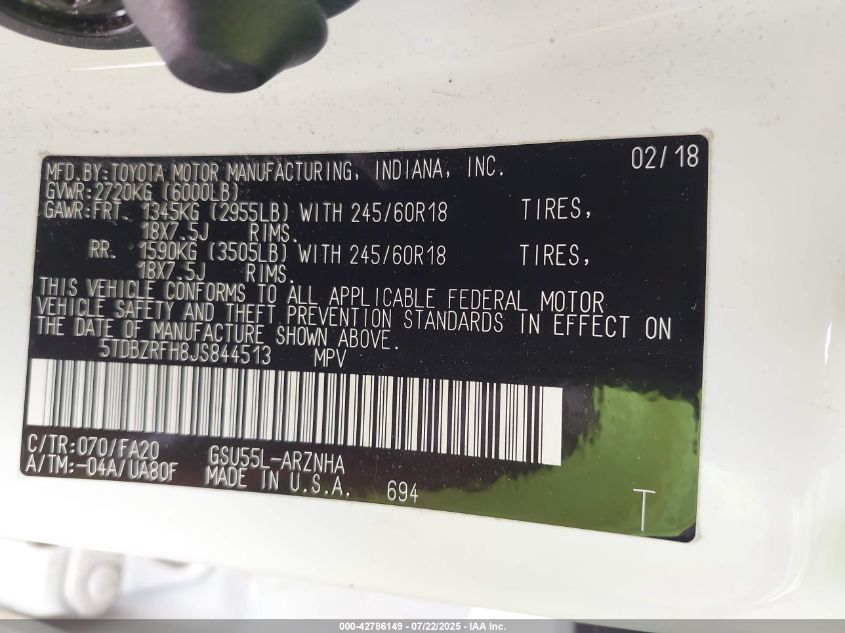 MFD.BY:TOYOTA MOTOR MANUFACTURING, INDIANA, INC. 02/18
GVWR:2720KG (6000LB)
GAWR:FRT. 1345KG (2955LB) WITH 245/60R18 TIRES,
18X7.5J RIMS.
RR. 1590KG (3505LB) WITH 245/60R18 TIRES,
18X7.5J RIMS.
THIS VEHICLE CONFORMS TO ALL APPLICABLE FEDERAL MOTOR
VEHICLE SAFETY AND THEFT PREVENTION STANDARDS IN EFFECT ON
THE DATE OF MANUFACTURE SHOWN ABOVE.
5TDBZRFH8JS844513 MPV
C/TR:070/FA20 GSU55L-ARZNHA
A/TM:-04A/UA80F MADE IN U.S.A. 694 T
000-42786149 - 07/22/2025 - IAA Inc.